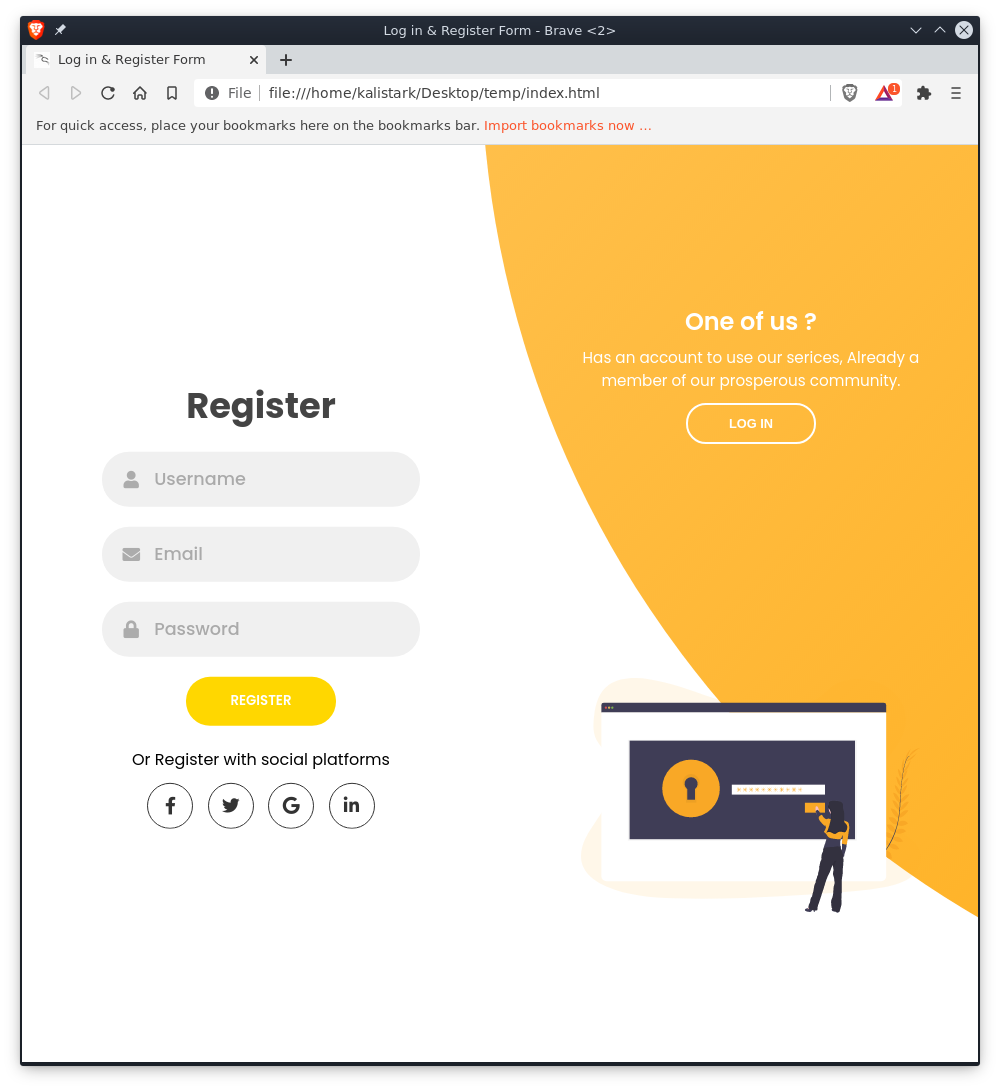 Log in & Register Form - Brave <2>
Log in & Register Form
File
file:///home/kalistark/Desktop/temp/index.html
1
For quick access, place your bookmarks here on the bookmarks bar. Import bookmarks now ...
One of us ?
Has an account to use our serices, Already a
member of our prosperous community.
LOG IN
Register
Username
Email
Password
REGISTER
Or Register with social platforms